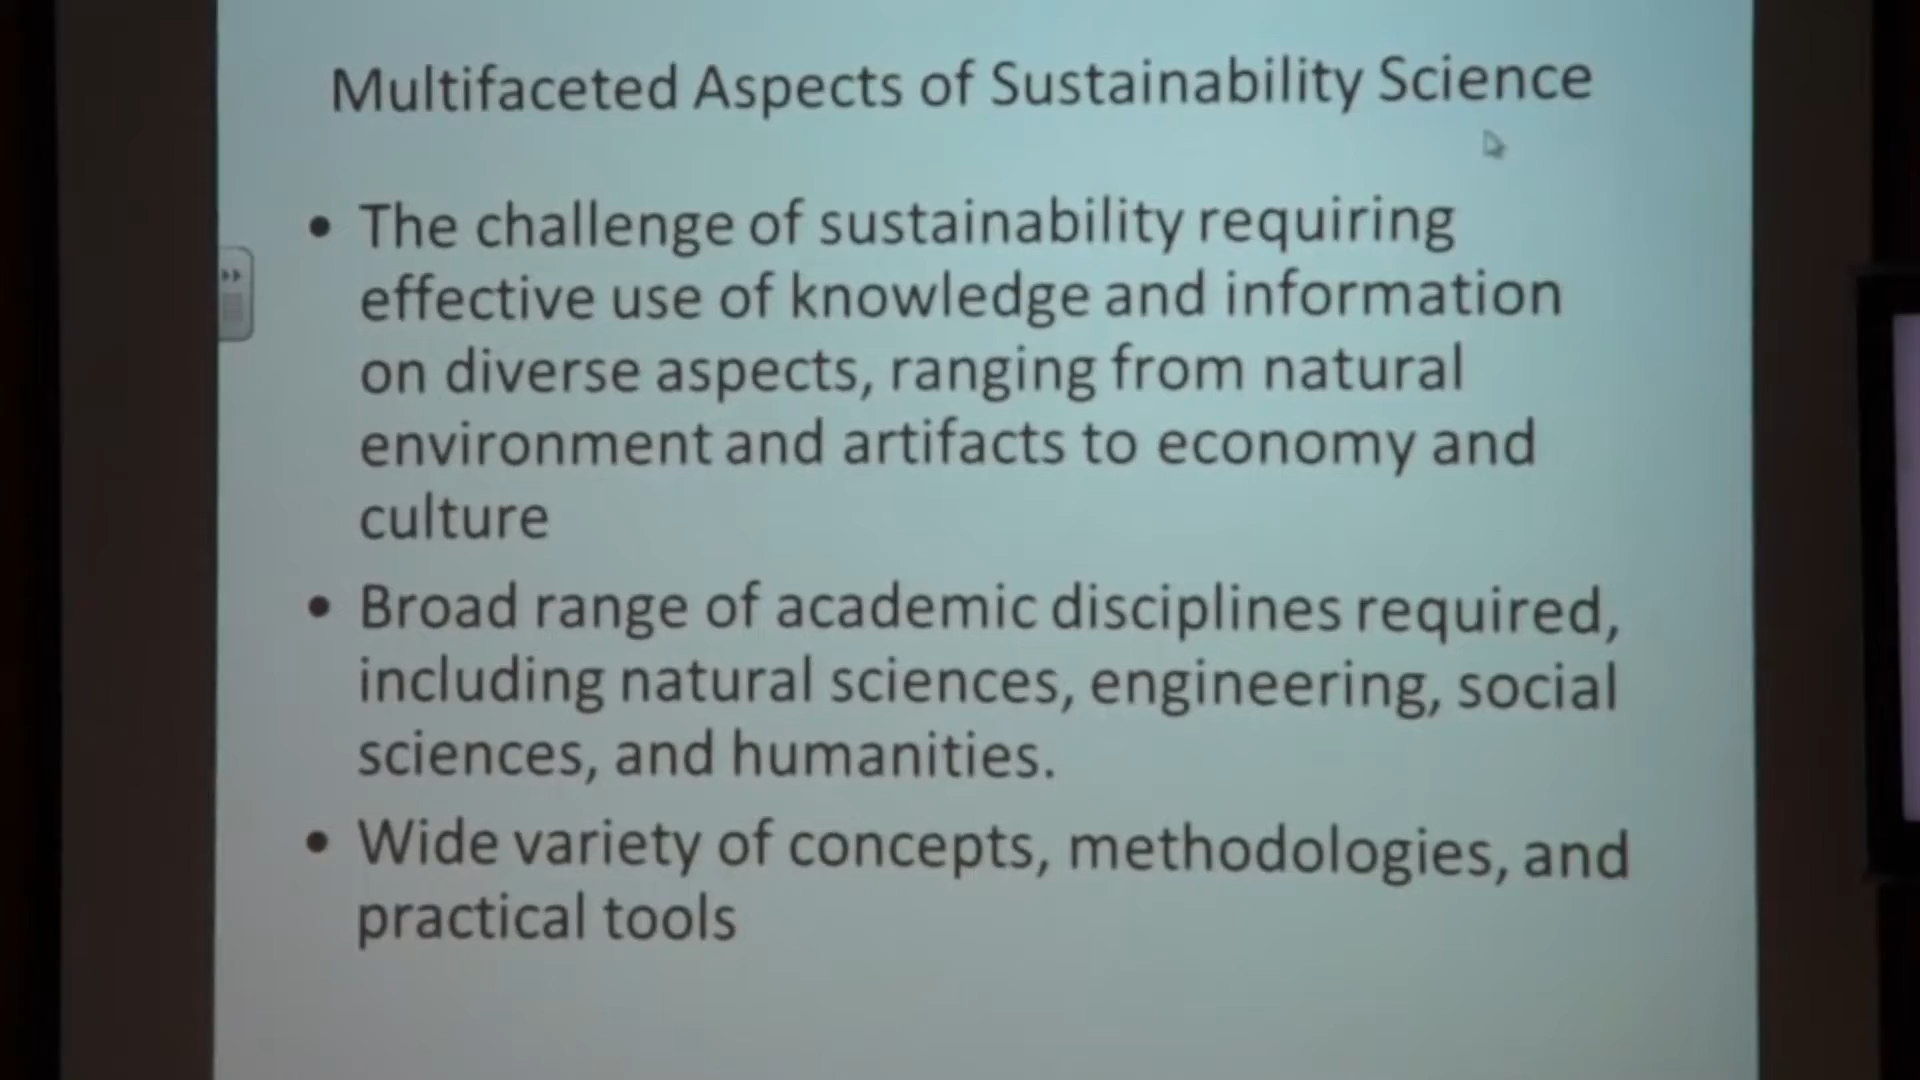 Multifaceted Aspects of Sustainability Science
• The challenge of sustainability requiring
effective use of knowledge and information
on diverse aspects, ranging from natural
environment and artifacts to economy and
culture
• Broad range of academic disciplines required,
including natural sciences, engineering, social
sciences, and humanities.
• Wide variety of concepts, methodologies, and
practical tools